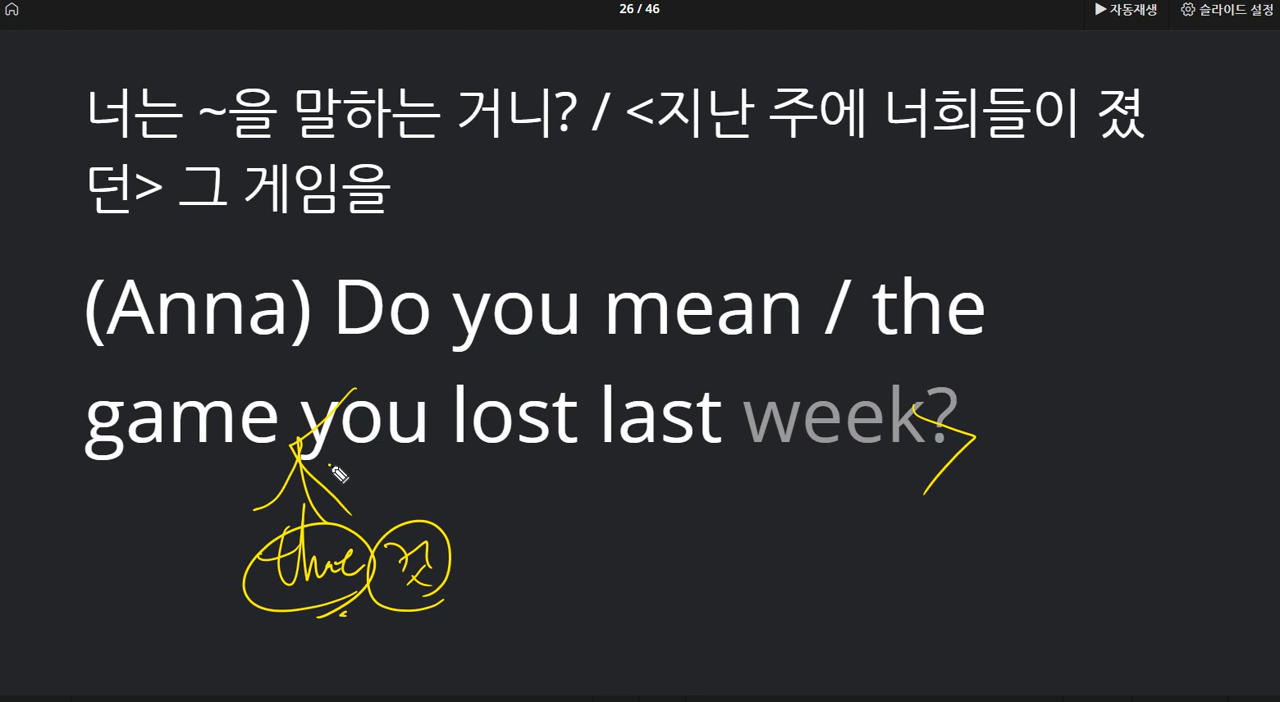 26 / 46
▶ 자동재생
슬라이드 설정
너는 ~을 말하는 거니? / <지난 주에 너희들이 졌
던> 그 게임을
(Anna) Do you mean / the
game you lost last week?
that